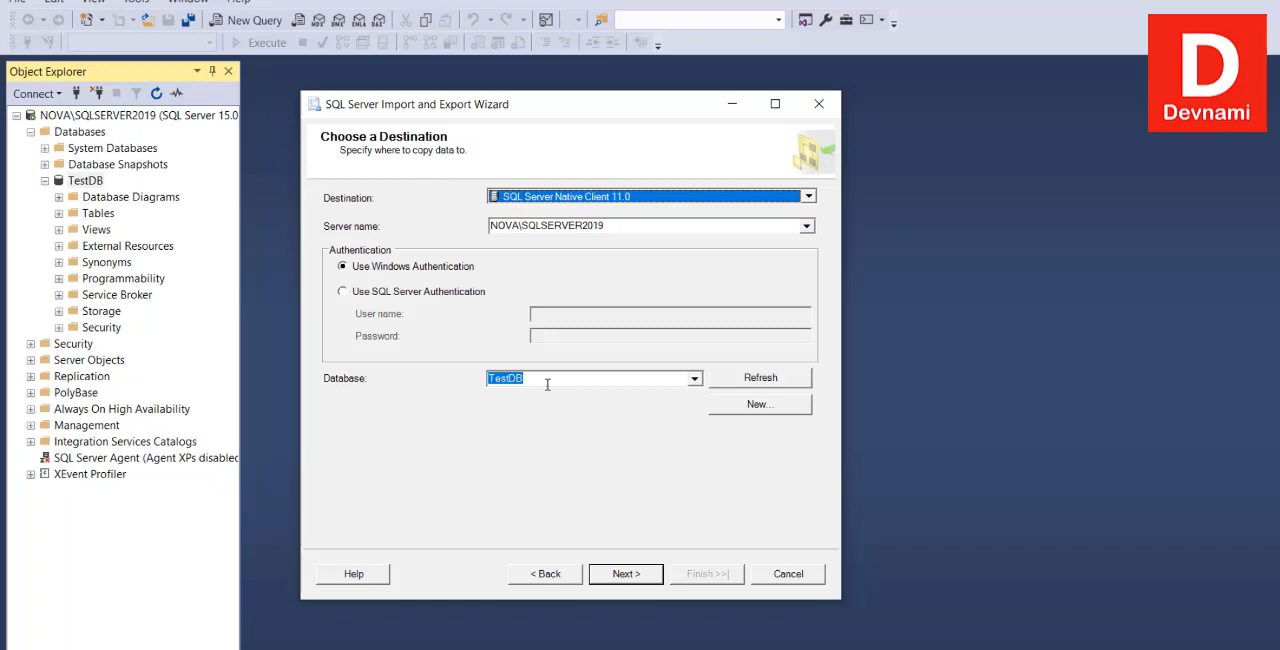 File Edit View Tools Window Help
New Query
MDX DMX XMLA DAX
Execute
D
Devnami
Object Explorer
Connect
NOVA\SQLSERVER2019 (SQL Server 15.0
Databases
System Databases
Database Snapshots
TestDB
Database Diagrams
Tables
Views
External Resources
Synonyms
Programmability
Service Broker
Storage
Security
Security
Server Objects
Replication
PolyBase
Always On High Availability
Management
Integration Services Catalogs
SQL Server Agent (Agent XPs disabled
XEvent Profiler
SQL Server Import and Export Wizard
Choose a Destination
Specify where to copy data to.
Destination: SQL Server Native Client 11.0
Server name: NOVA\SQLSERVER2019
Authentication
Use Windows Authentication
Use SQL Server Authentication
User name:
Password:
Database: TestDB Refresh
New...
Help < Back Next > Finish >>| Cancel